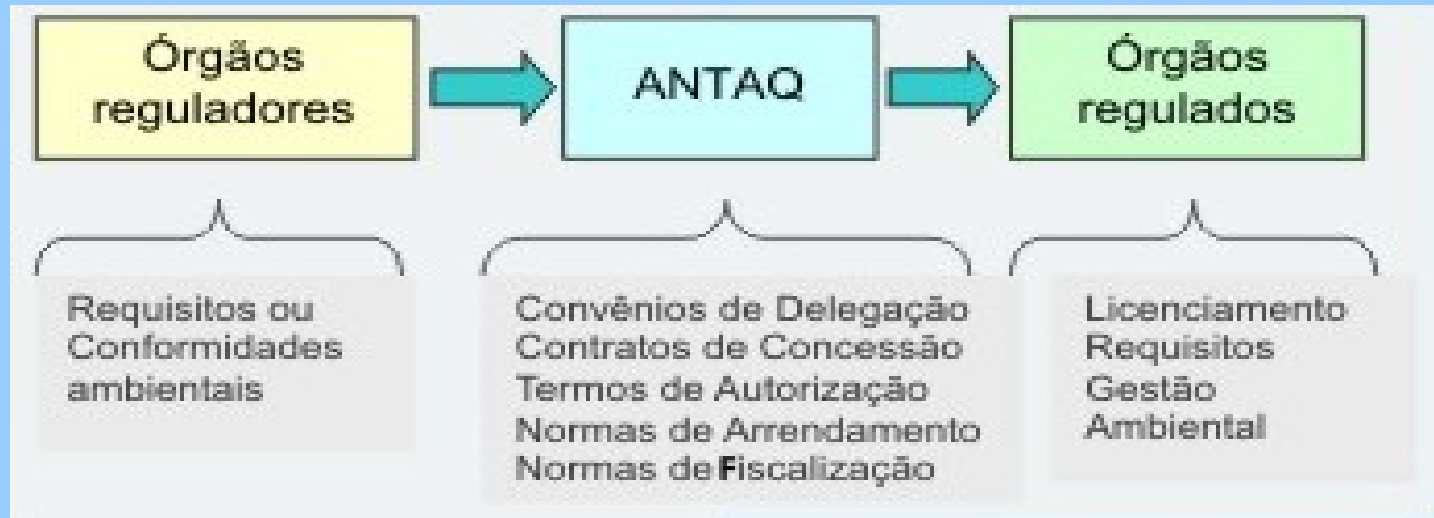 Órgãos
reguladores
ANTAQ
Órgãos
regulados
Requisitos ou
Conformidades
ambientais
Convênios de Delegação
Contratos de Concessão
Termos de Autorização
Normas de Arrendamento
Normas de Fiscalização
Licenciamento
Requisitos
Gestão
Ambiental